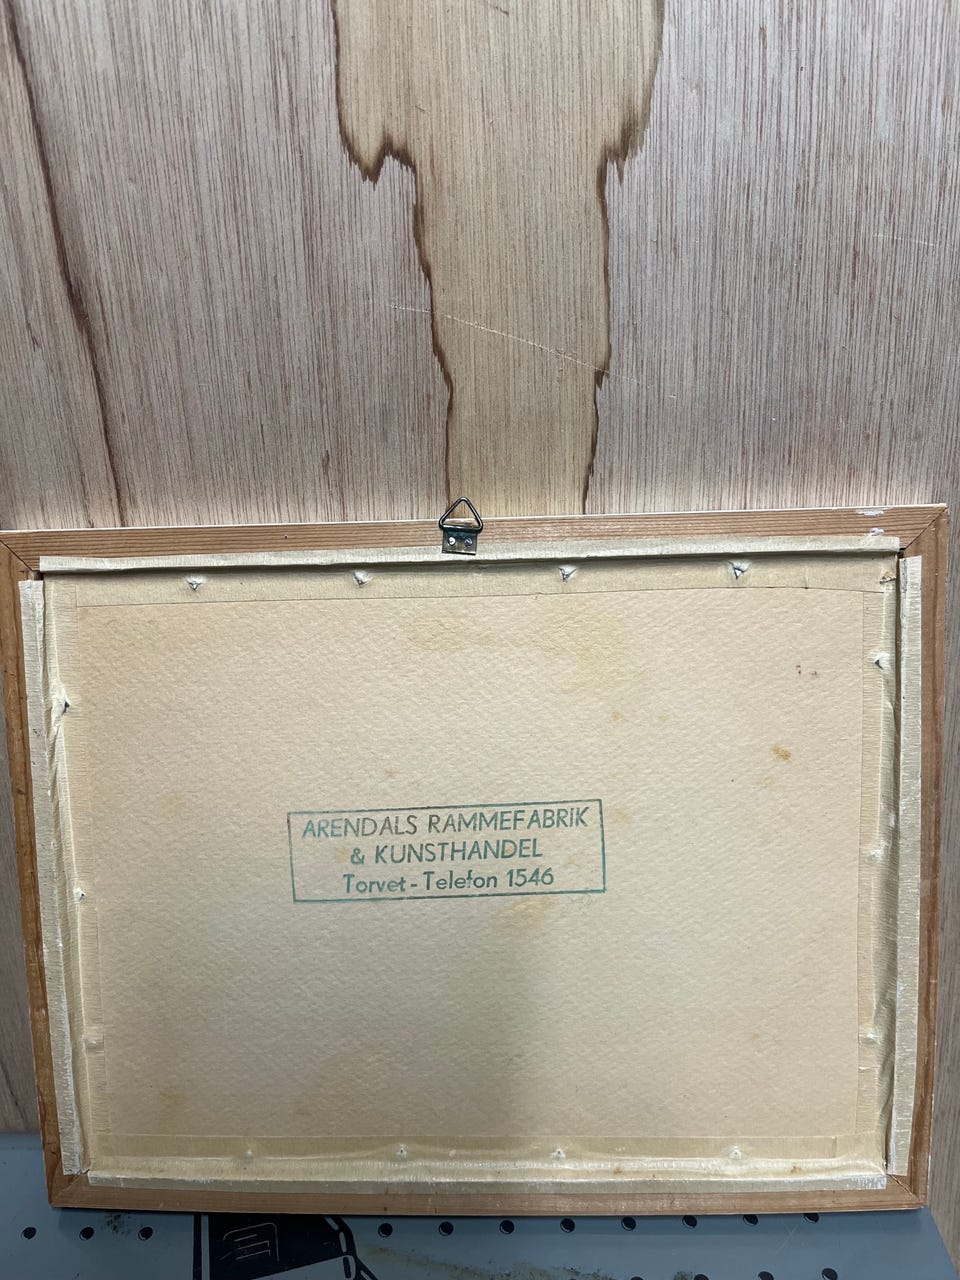 ARENDALS RAMMEFABRIK
& KUNSTHANDEL
Torvet - Telefon 1546